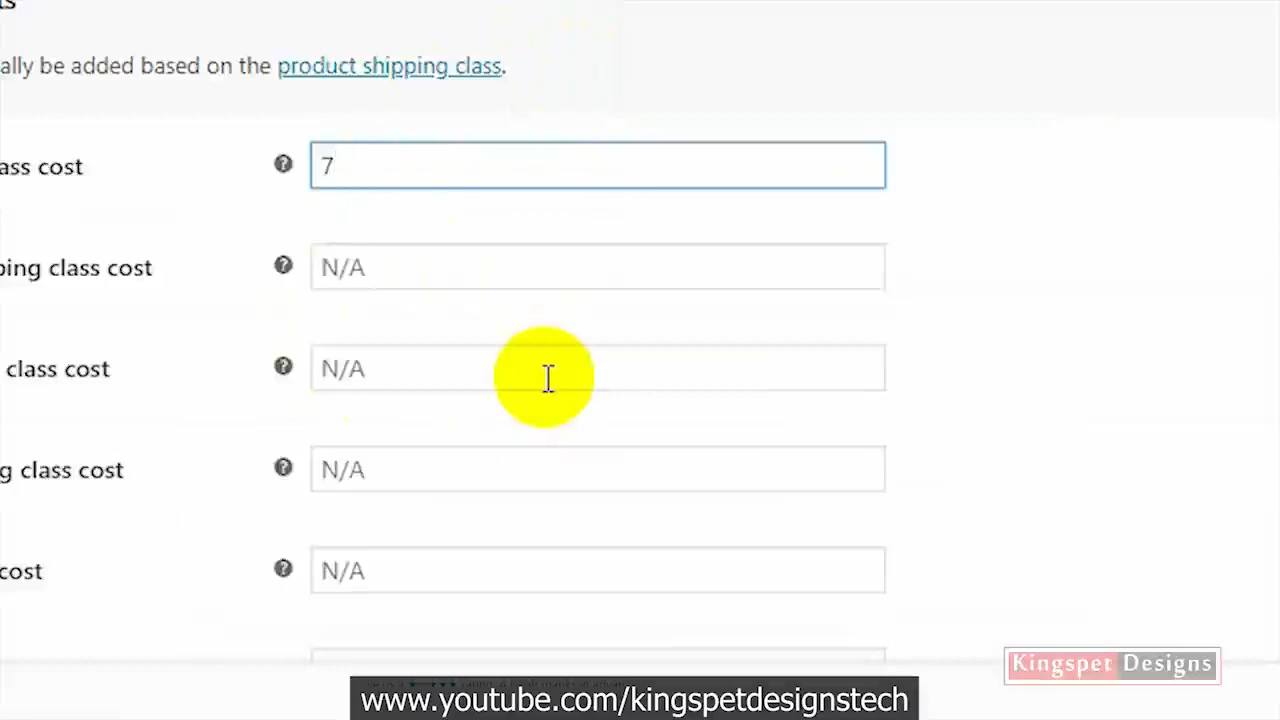 ally be added based on the product shipping class.
ass cost
7
ping class cost
N/A
class cost
N/A
g class cost
N/A
cost
N/A
Kingspet Designs
www.youtube.com/kingspetdesignstech